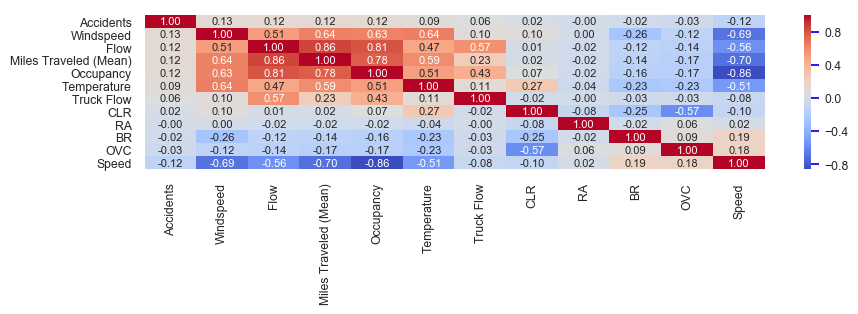 Accidents 1.00 0.13 0.12 0.12 0.12 0.09 0.06 0.02 -0.00 -0.02 -0.03 -0.12
Windspeed 0.13 1.00 0.51 0.64 0.63 0.64 0.10 0.10 0.00 -0.26 -0.12 -0.69
Flow 0.12 0.51 1.00 0.86 0.81 0.47 0.57 0.01 -0.02 -0.12 -0.14 -0.56
Miles Traveled (Mean) 0.12 0.64 0.86 1.00 0.78 0.59 0.23 0.02 -0.02 -0.14 -0.17 -0.70
Occupancy 0.12 0.63 0.81 0.78 1.00 0.51 0.43 0.07 -0.02 -0.16 -0.17 -0.86
Temperature 0.09 0.64 0.47 0.59 0.51 1.00 0.11 0.27 -0.04 -0.23 -0.23 -0.51
Truck Flow 0.06 0.10 0.57 0.23 0.43 0.11 1.00 -0.02 -0.00 -0.03 -0.03 -0.08
CLR 0.02 0.10 0.01 0.02 0.07 0.27 -0.02 1.00 -0.08 -0.25 -0.57 -0.10
RA -0.00 0.00 -0.02 -0.02 -0.02 -0.04 -0.00 -0.08 1.00 -0.02 0.06 0.02
BR -0.02 -0.26 -0.12 -0.14 -0.16 -0.23 -0.03 -0.25 -0.02 1.00 0.09 0.19
OVC -0.03 -0.12 -0.14 -0.17 -0.17 -0.23 -0.03 -0.57 0.06 0.09 1.00 0.18
Speed -0.12 -0.69 -0.56 -0.70 -0.86 -0.51 -0.08 -0.10 0.02 0.19 0.18 1.00
Accidents
Windspeed
Flow
Miles Traveled (Mean)
Occupancy
Temperature
Truck Flow
CLR
RA
BR
OVC
Speed
0.8
0.4
0.0
-0.4
-0.8